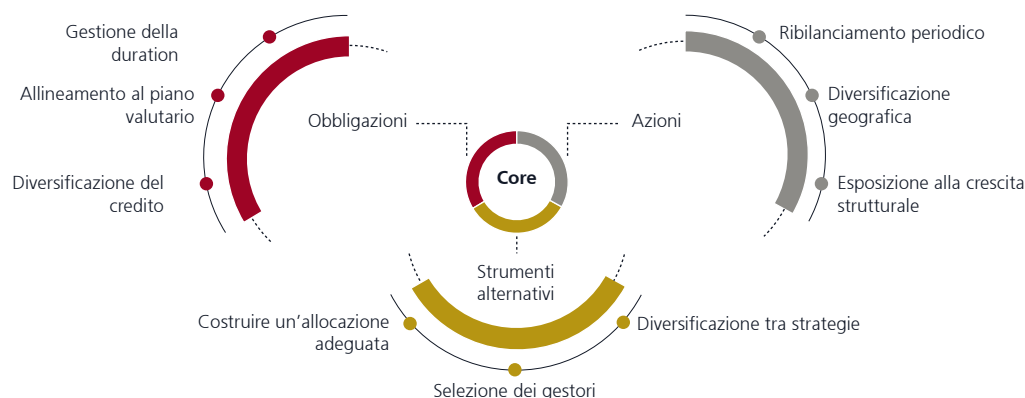 Gestione della
duration
Allineamento al piano
valutario
Diversificazione del
credito
Obbligazioni
Core
Azioni
Ribilanciamento periodico
Diversificazione
geografica
Esposizione alla crescita
strutturale
Strumenti
alternativi
Costruire un’allocazione
adeguata
Selezione dei gestori
Diversificazione tra strategie